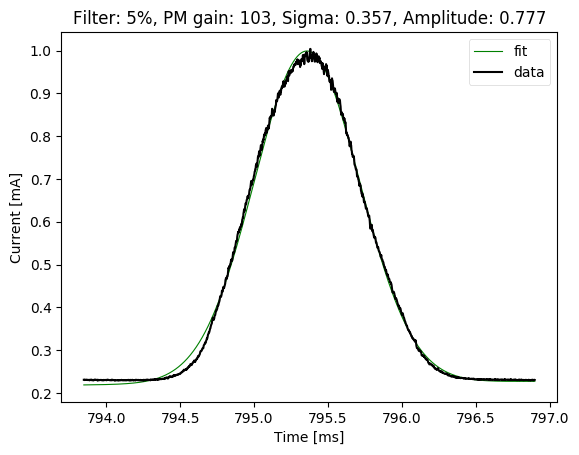 Filter: 5%, PM gain: 103, Sigma: 0.357, Amplitude: 0.777
fit
data
Current [mA]
1.0
0.9
0.8
0.7
0.6
0.5
0.4
0.3
0.2
794.0 794.5 795.0 795.5 796.0 796.5 797.0
Time [ms]